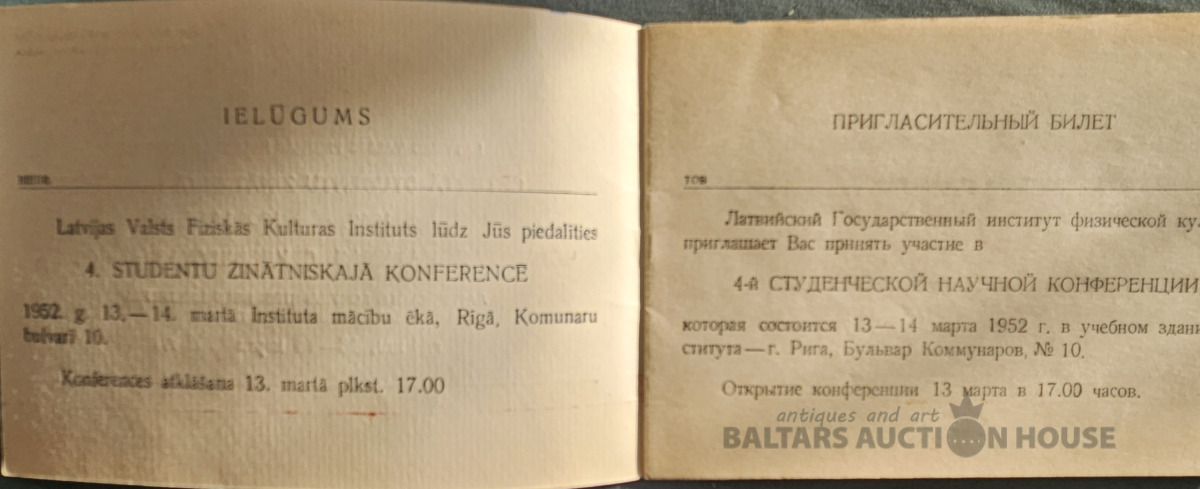 IELŪGUMS
Latvijas Valsts Fiziskās Kulturas Instituts lūdz Jūs piedalīties
4. STUDENTU ZINĀTNISKAJĀ KONFERENCĒ
1952. g. 13.—14. martā Instituta mācību ēkā, Rīgā, Komunaru
bulvarī 10.
Konferences atklāšana 13. martā plkst. 17.00
ПРИГЛАСИТЕЛЬНЫЙ БИЛЕТ
тов
Латвийский Государственный институт физической ку
приглашает Вас принять участие в
4-й СТУДЕНЧЕСКОЙ НАУЧНОЙ КОНФЕРЕНЦИИ
которая состоится 13—14 марта 1952 г. в учебном здани
ститута—г. Рига, Бульвар Коммунаров, № 10.
Открытие конференции 13 марта в 17.00 часов.
antiques and art
BALTARS AUCTION HOUSE